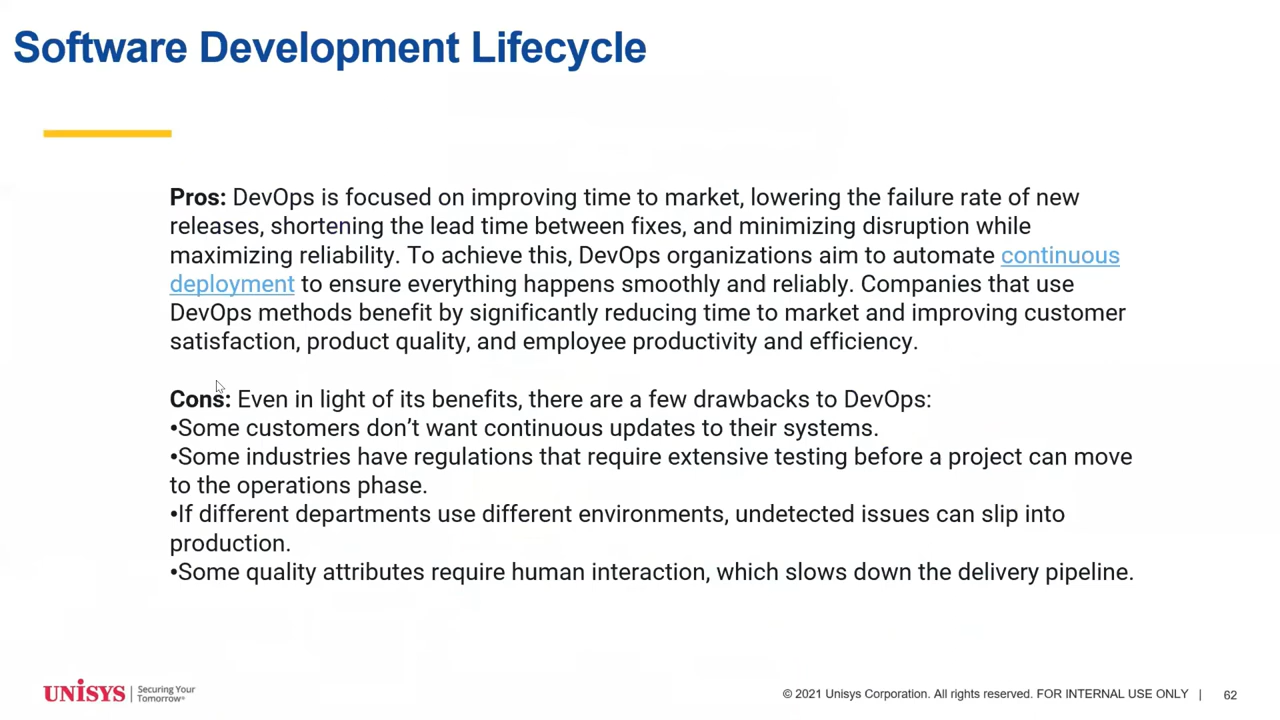 Software Development Lifecycle
Pros: DevOps is focused on improving time to market, lowering the failure rate of new
releases, shortening the lead time between fixes, and minimizing disruption while
maximizing reliability. To achieve this, DevOps organizations aim to automate continuous
deployment to ensure everything happens smoothly and reliably. Companies that use
DevOps methods benefit by significantly reducing time to market and improving customer
satisfaction, product quality, and employee productivity and efficiency.
Cons: Even in light of its benefits, there are a few drawbacks to DevOps:
•Some customers don’t want continuous updates to their systems.
•Some industries have regulations that require extensive testing before a project can move
to the operations phase.
•If different departments use different environments, undetected issues can slip into
production.
•Some quality attributes require human interaction, which slows down the delivery pipeline.
UNISYS | Securing Your
Tomorrow®
© 2021 Unisys Corporation. All rights reserved. FOR INTERNAL USE ONLY | 62